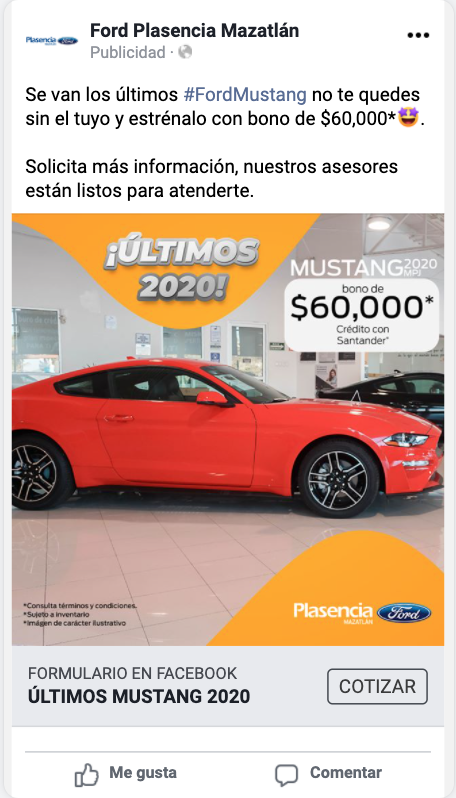 Ford Plasencia Mazatlán
Publicidad ·
Plasencia Ford
Se van los últimos #FordMustang no te quedes
sin el tuyo y estrénalo con bono de $60,000*🤩.
Solicita más información, nuestros asesores
están listos para atenderte.
¡ÚLTIMOS
2020!
MUSTANG 2020
MPJ
bono de
$60,000*
Crédito con
Santander*
*Consulta términos y condiciones.
*Sujeto a inventario
*Imagen de carácter ilustrativo
Plasencia Ford
MAZATLÁN
FORMULARIO EN FACEBOOK
ÚLTIMOS MUSTANG 2020
COTIZAR
Me gusta
Comentar